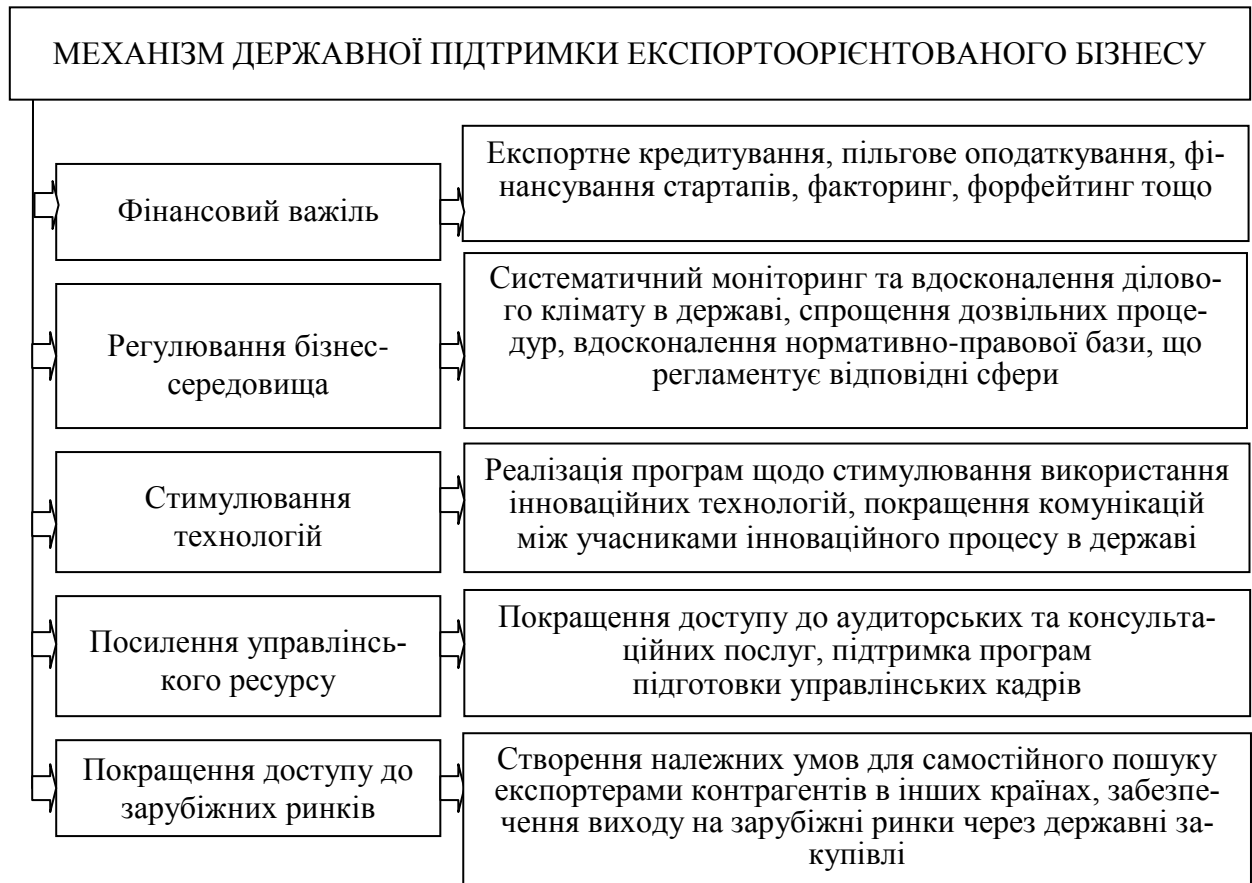 МЕХАНІЗМ ДЕРЖАВНОЇ ПІДТРИМКИ ЕКСПОРТООРІЄНТОВАНОГО БІЗНЕСУ
Фінансовий важіль
Експортне кредитування, пільгове оподаткування, фі-
нансування стартапів, факторинг, форфейтинг тощо
Регулювання бізнес-
середовища
Систематичний моніторинг та вдосконалення ділово-
го клімату в державі, спрощення дозвільних проце-
дур, вдосконалення нормативно-правової бази, що
регламентує відповідні сфери
Стимулювання
технологій
Реалізація програм щодо стимулювання використання
інноваційних технологій, покращення комунікацій
між учасниками інноваційного процесу в державі
Посилення управлінсь-
кого ресурсу
Покращення доступу до аудиторських та консульта-
ційних послуг, підтримка програм
підготовки управлінських кадрів
Покращення доступу до
зарубіжних ринків
Створення належних умов для самостійного пошуку
експортерами контрагентів в інших країнах, забезпе-
чення виходу на зарубіжні ринки через державні за-
купівлі